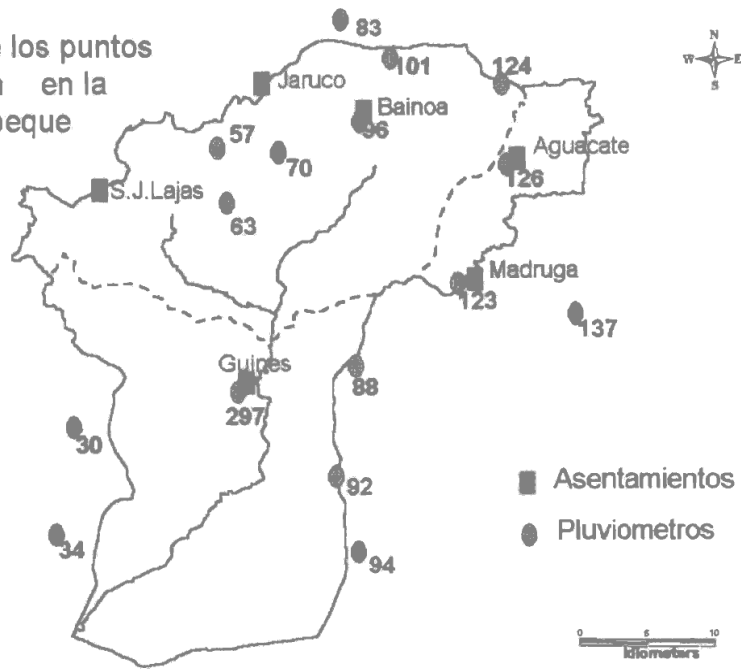 e los puntos
n en la
peque
83
101
124
N
W E
S
Jaruco
Bainoa
96
57
70
Aguacate
126
S.J.Lajas
63
Madruga
123
137
Guines
297
88
30
92
34
94
Asentamientos
Pluviometros
0 5 10
kilometers